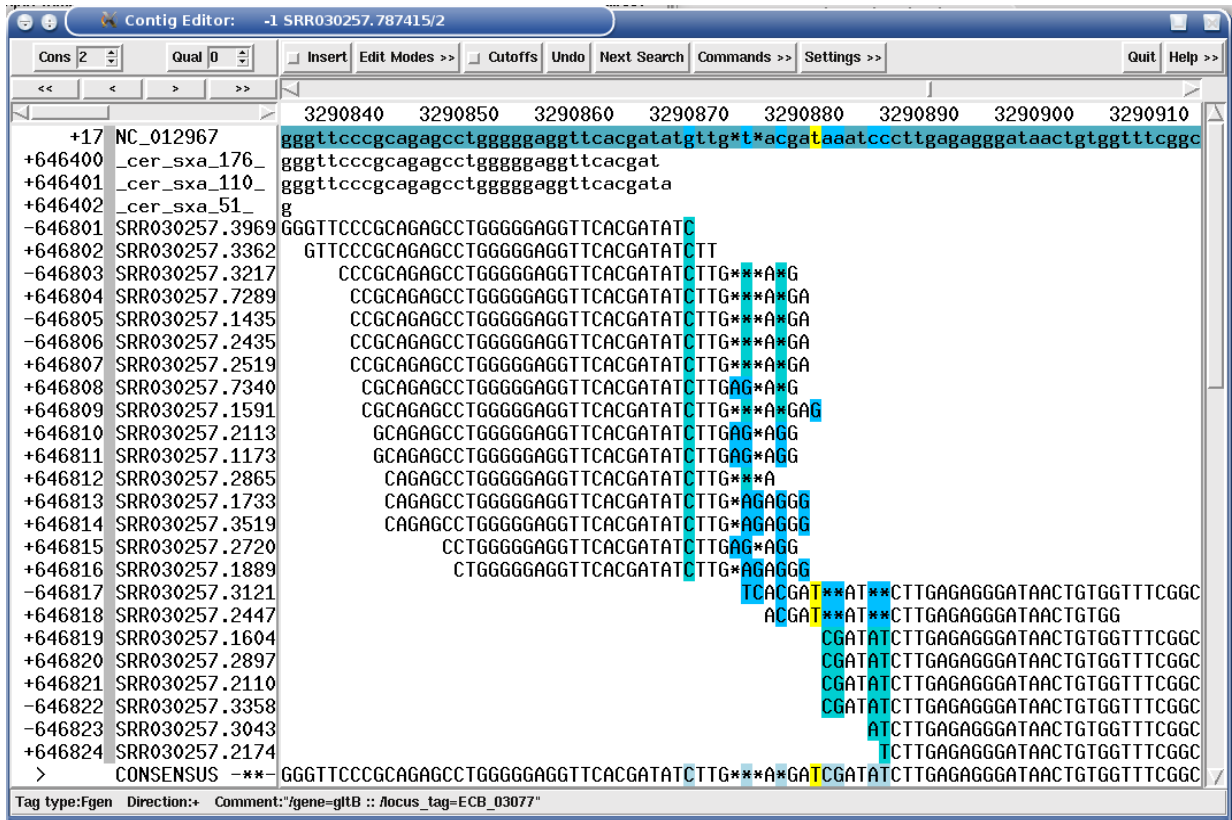 Contig Editor: -1 SRR030257.787415/2
Cons 2 Qual 0 Insert Edit Modes >> Cutoffs Undo Next Search Commands >> Settings >> Quit Help >>
<< < > >>
3290840 3290850 3290860 3290870 3290880 3290890 3290900 3290910
+17 NC_012967 gggttcccgcagagcctgggggaggttcacgatatgttg*t*acgataaatcccttgagagggataactgtggtttcggc
+646400 _cer_sxa_176_ gggttcccgcagagcctgggggaggttcacgat
+646401 _cer_sxa_110_ gggttcccgcagagcctgggggaggttcacgata
+646402 _cer_sxa_51_ g
-646801 SRR030257.3969 GGGTTCCCGCAGAGCCTGGGGGAGGTTCACGATATC
+646802 SRR030257.3362 GTTCCCGCAGAGCCTGGGGGAGGTTCACGATATCTT
-646803 SRR030257.3217 CCCGCAGAGCCTGGGGGAGGTTCACGATATCTTG***A*G
+646804 SRR030257.7289 CCGCAGAGCCTGGGGGAGGTTCACGATATCTTG***A*GA
-646805 SRR030257.1435 CCGCAGAGCCTGGGGGAGGTTCACGATATCTTG***A*GA
-646806 SRR030257.2435 CCGCAGAGCCTGGGGGAGGTTCACGATATCTTG***A*GA
+646807 SRR030257.2519 CCGCAGAGCCTGGGGGAGGTTCACGATATCTTG***A*GA
+646808 SRR030257.7340 CGCAGAGCCTGGGGGAGGTTCACGATATCTTGAG*A*G
+646809 SRR030257.1591 CGCAGAGCCTGGGGGAGGTTCACGATATCTTG***A*GAG
+646810 SRR030257.2113 GCAGAGCCTGGGGGAGGTTCACGATATCTTGAG*AGG
+646811 SRR030257.1173 GCAGAGCCTGGGGGAGGTTCACGATATCTTGAG*AGG
+646812 SRR030257.2865 CAGAGCCTGGGGGAGGTTCACGATATCTTG***A
+646813 SRR030257.1733 CAGAGCCTGGGGGAGGTTCACGATATCTTG*AGAGGG
+646814 SRR030257.3519 CAGAGCCTGGGGGAGGTTCACGATATCTTG*AGAGGG
+646815 SRR030257.2720 CCTGGGGGAGGTTCACGATATCTTGAG*AGG
+646816 SRR030257.1889 CTGGGGGAGGTTCACGATATCTTG*AGAGGG
-646817 SRR030257.3121 TCACGAT**AT**CTTGAGAGGGATAACTGTGGTTTCGGC
+646818 SRR030257.2447 ACGAT**AT**CTTGAGAGGGATAACTGTGG
+646819 SRR030257.1604 CGATATCTTGAGAGGGATAACTGTGGTTTCGGC
+646820 SRR030257.2897 CGATATCTTGAGAGGGATAACTGTGGTTTCGGC
+646821 SRR030257.2110 CGATATCTTGAGAGGGATAACTGTGGTTTCGGC
-646822 SRR030257.3358 CGATATCTTGAGAGGGATAACTGTGGTTTCGGC
-646823 SRR030257.3043 ATCTTGAGAGGGATAACTGTGGTTTCGGC
+646824 SRR030257.2174 TCTTGAGAGGGATAACTGTGGTTTCGGC
> CONSENSUS -**- GGGTTCCCGCAGAGCCTGGGGGAGGTTCACGATATCTTG***A*GATCGATATCTTGAGAGGGATAACTGTGGTTTCGGC
Tag type:Fgen Direction:+ Comment:"/gene=gltB :: /locus_tag=ECB_03077"